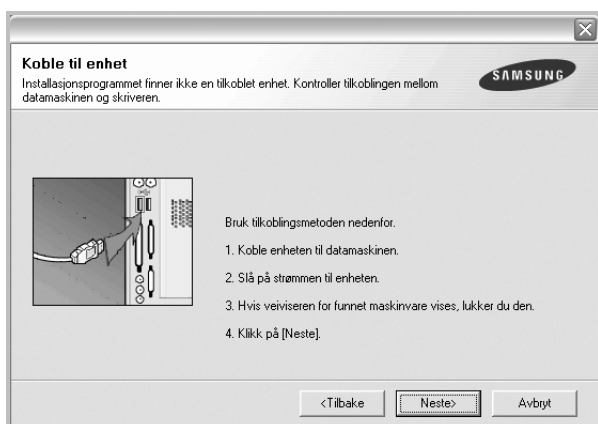 Koble til enhet
Installasjonsprogrammet finner ikke en tilkoblet enhet. Kontroller tilkoblingen mellom
datamaskinen og skriveren.
SAMSUNG
Bruk tilkoblingsmetoden nedenfor.
1. Koble enheten til datamaskinen.
2. Slå på strømmen til enheten.
3. Hvis veiviseren for funnet maskinvare vises, lukker du den.
4. Klikk på [Neste].
<Tilbake
Neste>
Avbryt